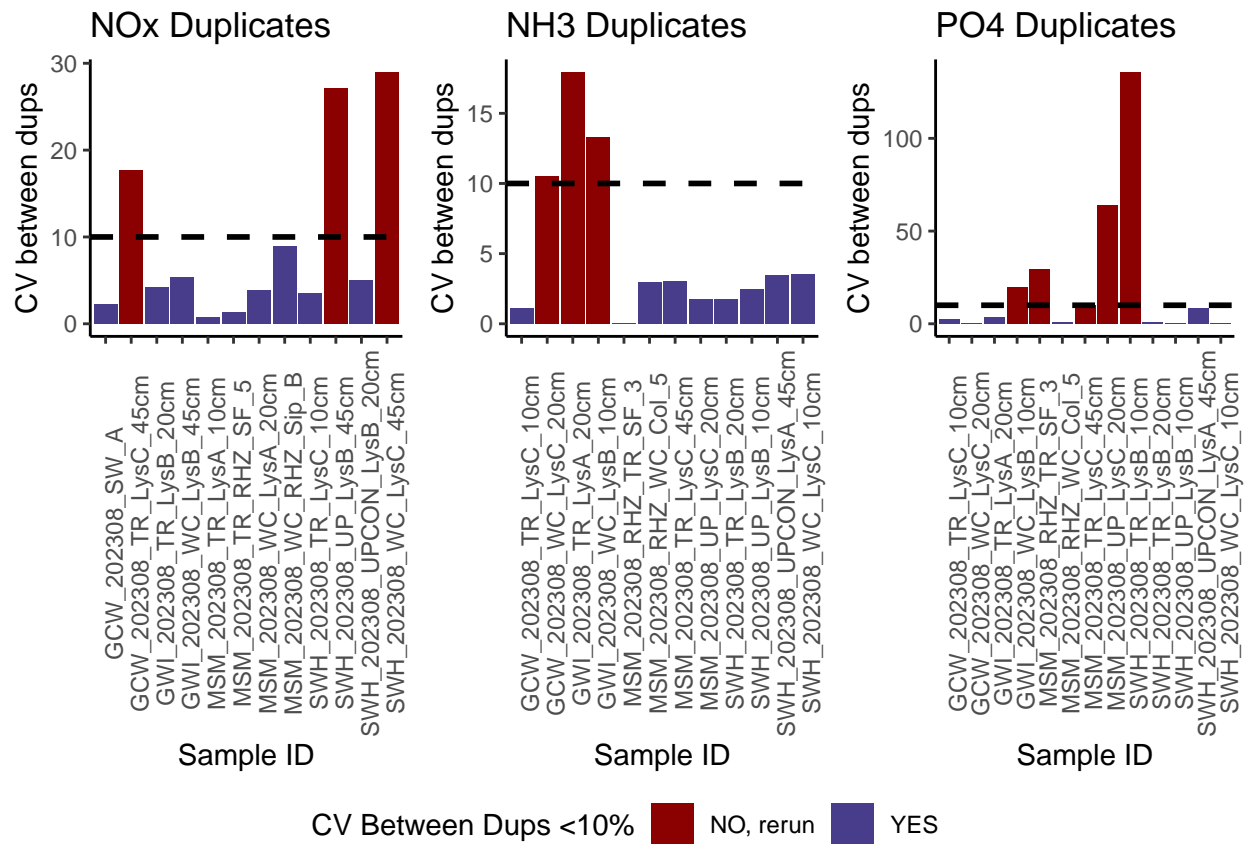 NOx Duplicates
CV between dups
30
20
10
0
GCW_202308_SW_A
GCW_202308_TR_LysC_45cm
GWI_202308_TR_LysB_20cm
GWI_202308_WC_LysB_45cm
MSM_202308_TR_LysA_10cm
MSM_202308_TR_RHZ_SF_5
MSM_202308_WC_LysA_20cm
MSM_202308_WC_RHZ_Sip_B
SWH_202308_TR_LysC_10cm
SWH_202308_UP_LysB_45cm
SWH_202308_UPCON_LysB_20cm
SWH_202308_WC_LysC_45cm
Sample ID
NH3 Duplicates
CV between dups
15
10
5
0
GCW_202308_TR_LysC_10cm
GCW_202308_WC_LysC_20cm
GWI_202308_TR_LysA_20cm
GWI_202308_WC_LysB_10cm
MSM_202308_RHZ_TR_SF_3
MSM_202308_RHZ_WC_Col_5
MSM_202308_TR_LysC_45cm
MSM_202308_UP_LysC_20cm
SWH_202308_TR_LysB_20cm
SWH_202308_UP_LysB_10cm
SWH_202308_UPCON_LysA_45cm
SWH_202308_WC_LysC_10cm
Sample ID
PO4 Duplicates
CV between dups
100
50
0
GCW_202308_TR_LysC_10cm
GCW_202308_WC_LysC_20cm
GWI_202308_TR_LysA_20cm
GWI_202308_WC_LysB_10cm
MSM_202308_RHZ_TR_SF_3
MSM_202308_RHZ_WC_Col_5
MSM_202308_TR_LysC_45cm
MSM_202308_UP_LysC_20cm
SWH_202308_TR_LysB_10cm
SWH_202308_TR_LysB_20cm
SWH_202308_UP_LysB_10cm
SWH_202308_UPCON_LysA_45cm
SWH_202308_WC_LysC_10cm
Sample ID
CV Between Dups <10%
NO, rerun
YES